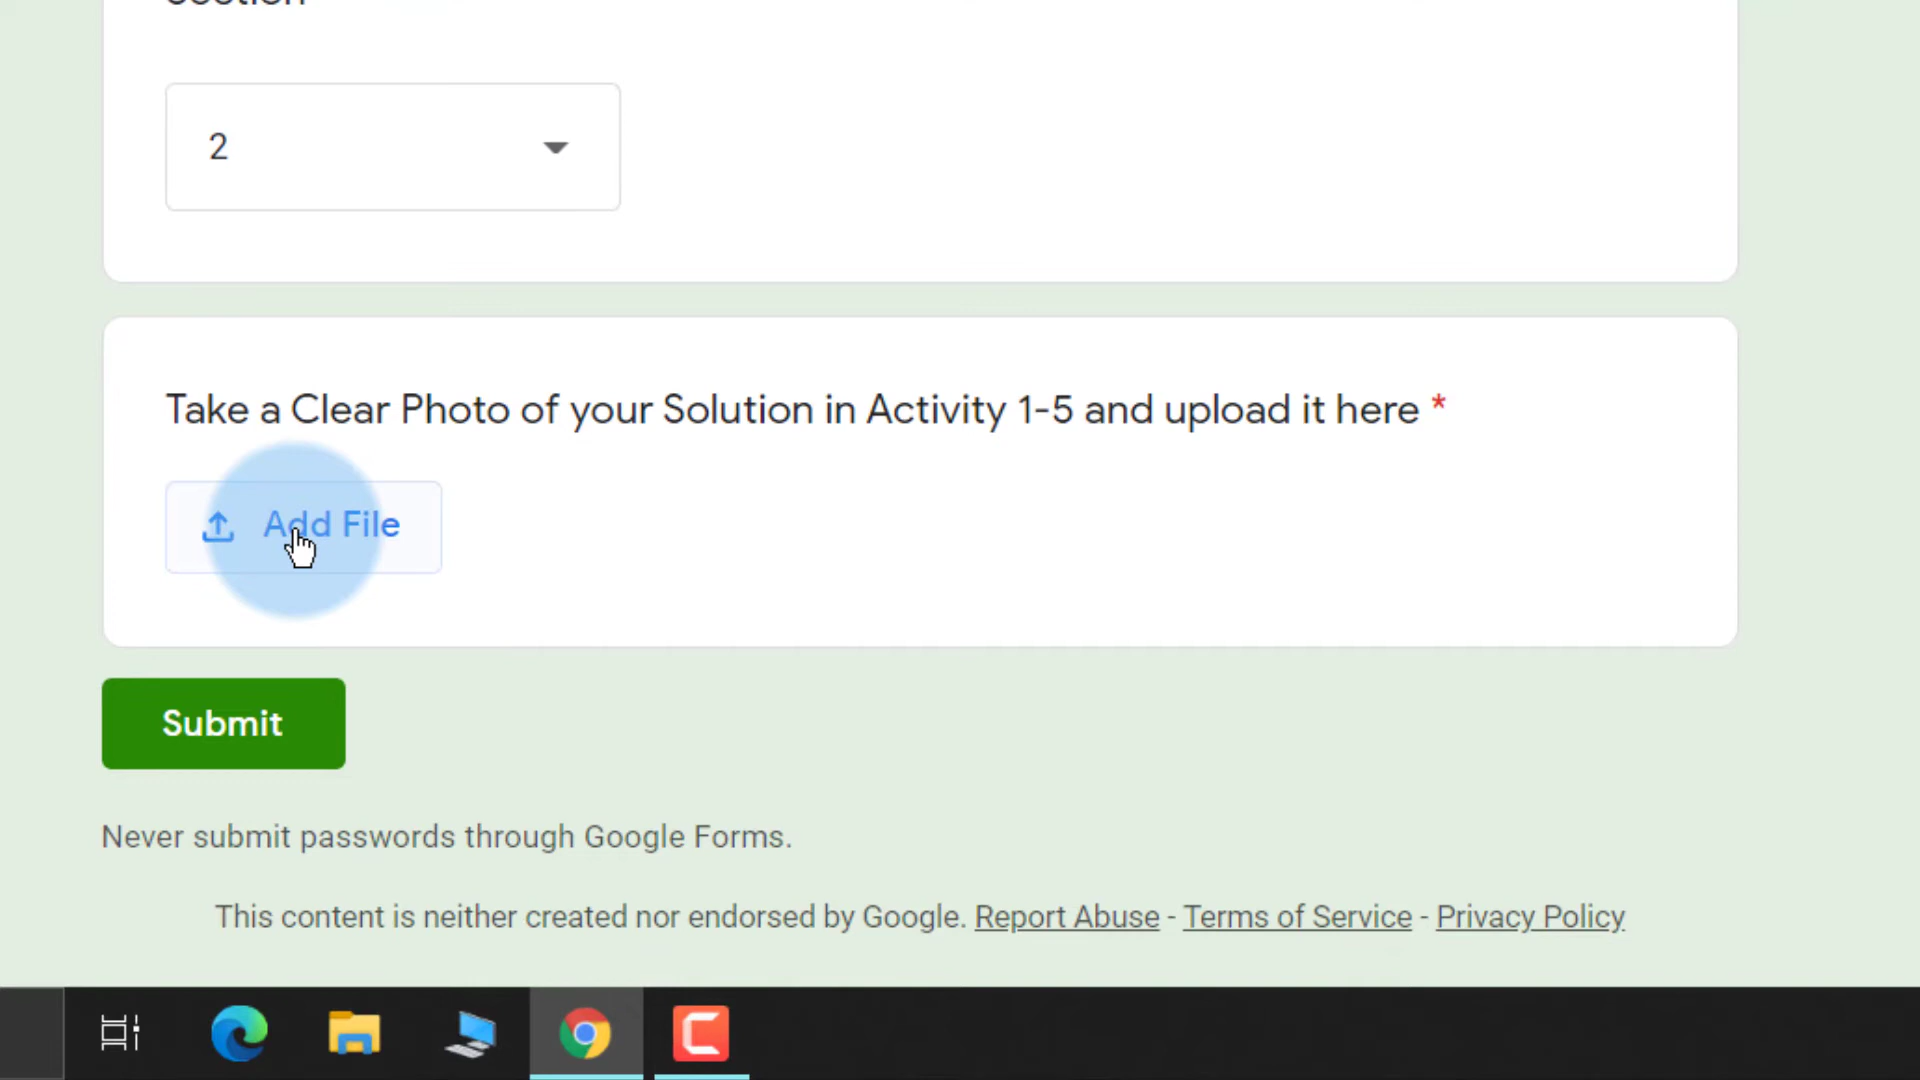 Section
2
Take a Clear Photo of your Solution in Activity 1-5 and upload it here *
Add File
Submit
Never submit passwords through Google Forms.
This content is neither created nor endorsed by Google. Report Abuse - Terms of Service - Privacy Policy